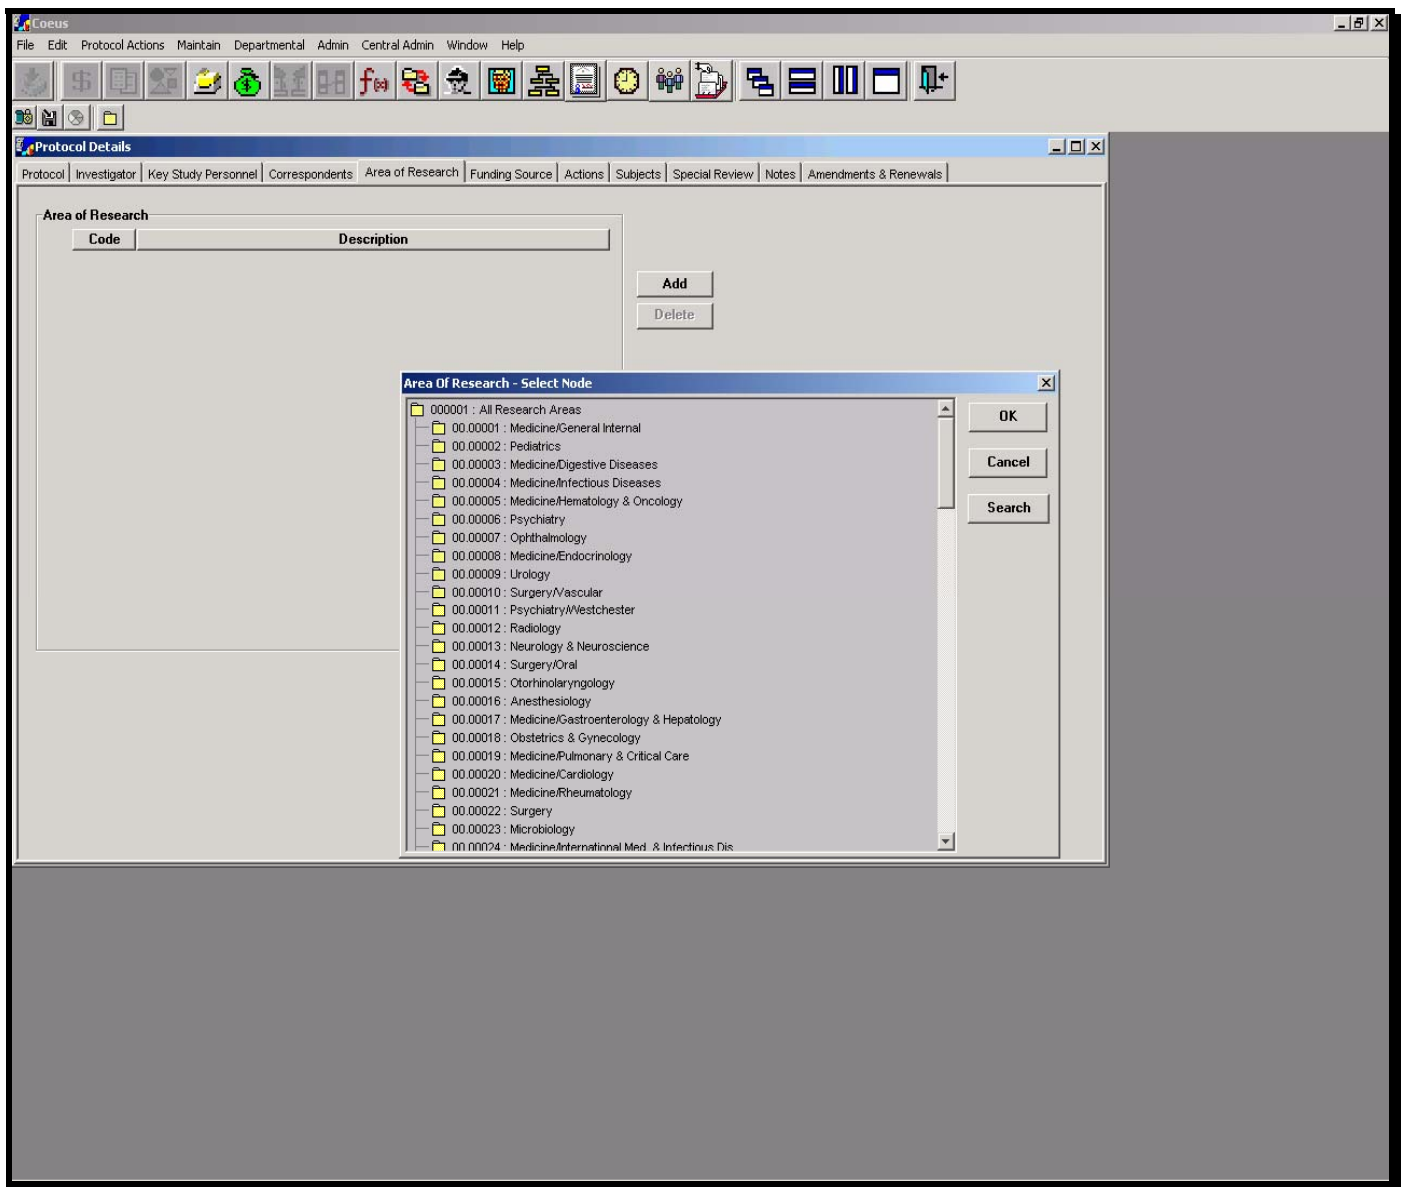 Coeus
File Edit Protocol Actions Maintain Departmental Admin Central Admin Window Help
Protocol Details
Protocol Investigator Key Study Personnel Correspondents Area of Research Funding Source Actions Subjects Special Review Notes Amendments & Renewals
Area of Research
Code Description
Add
Delete
Area Of Research - Select Node
000001 : All Research Areas
00.00001 : Medicine/General Internal
00.00002 : Pediatrics
00.00003 : Medicine/Digestive Diseases
00.00004 : Medicine/Infectious Diseases
00.00005 : Medicine/Hematology & Oncology
00.00006 : Psychiatry
00.00007 : Ophthalmology
00.00008 : Medicine/Endocrinology
00.00009 : Urology
00.00010 : Surgery/Vascular
00.00011 : Psychiatry/Westchester
00.00012 : Radiology
00.00013 : Neurology & Neuroscience
00.00014 : Surgery/Oral
00.00015 : Otorhinolaryngology
00.00016 : Anesthesiology
00.00017 : Medicine/Gastroenterology & Hepatology
00.00018 : Obstetrics & Gynecology
00.00019 : Medicine/Pulmonary & Critical Care
00.00020 : Medicine/Cardiology
00.00021 : Medicine/Rheumatology
00.00022 : Surgery
00.00023 : Microbiology
00.00024 : Medicine/International Med. & Infectious Dis
OK
Cancel
Search